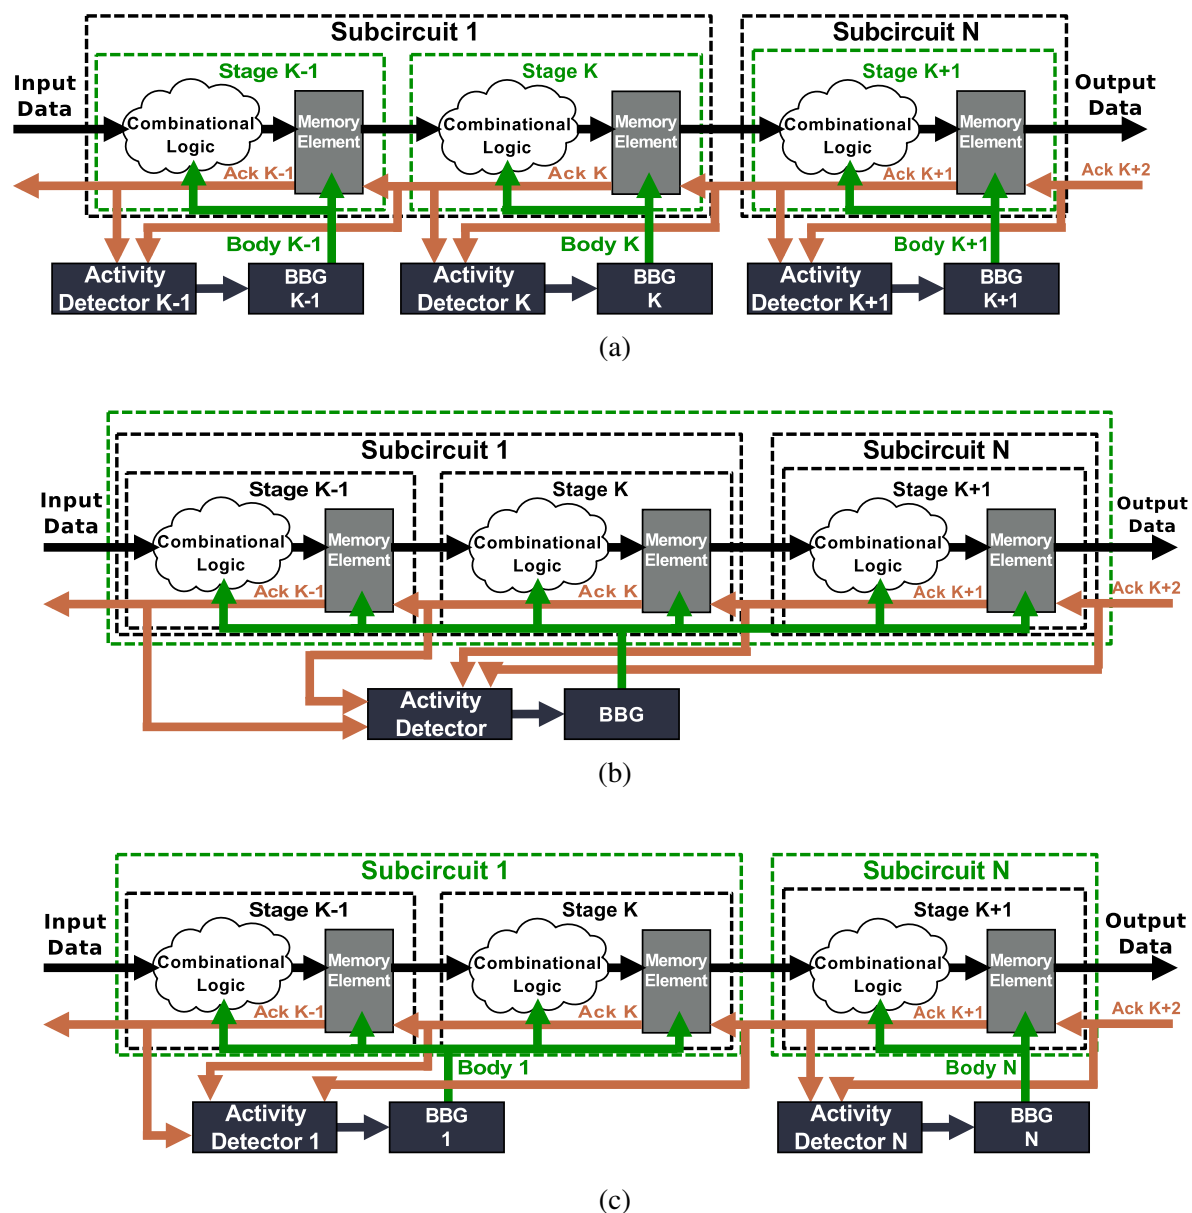 Subcircuit 1
Subcircuit N
Stage K-1
Stage K
Stage K+1
Input
Data
Output
Data
Combinational
Logic
Memory
Element
Combinational
Logic
Memory
Element
Combinational
Logic
Memory
Element
Ack K-1
Ack K
Ack K+1
Ack K+2
Body K-1
Body K
Body K+1
Activity
Detector K-1
BBG
K-1
Activity
Detector K
BBG
K
Activity
Detector K+1
BBG
K+1
(a)
Subcircuit 1
Subcircuit N
Stage K-1
Stage K
Stage K+1
Input
Data
Output
Data
Combinational
Logic
Memory
Element
Combinational
Logic
Memory
Element
Combinational
Logic
Memory
Element
Ack K-1
Ack K
Ack K+1
Ack K+2
Activity
Detector
BBG
(b)
Subcircuit 1
Subcircuit N
Stage K-1
Stage K
Stage K+1
Input
Data
Output
Data
Combinational
Logic
Memory
Element
Combinational
Logic
Memory
Element
Combinational
Logic
Memory
Element
Ack K-1
Ack K
Ack K+1
Ack K+2
Body 1
Body N
Activity
Detector 1
BBG
1
Activity
Detector N
BBG
N
(c)